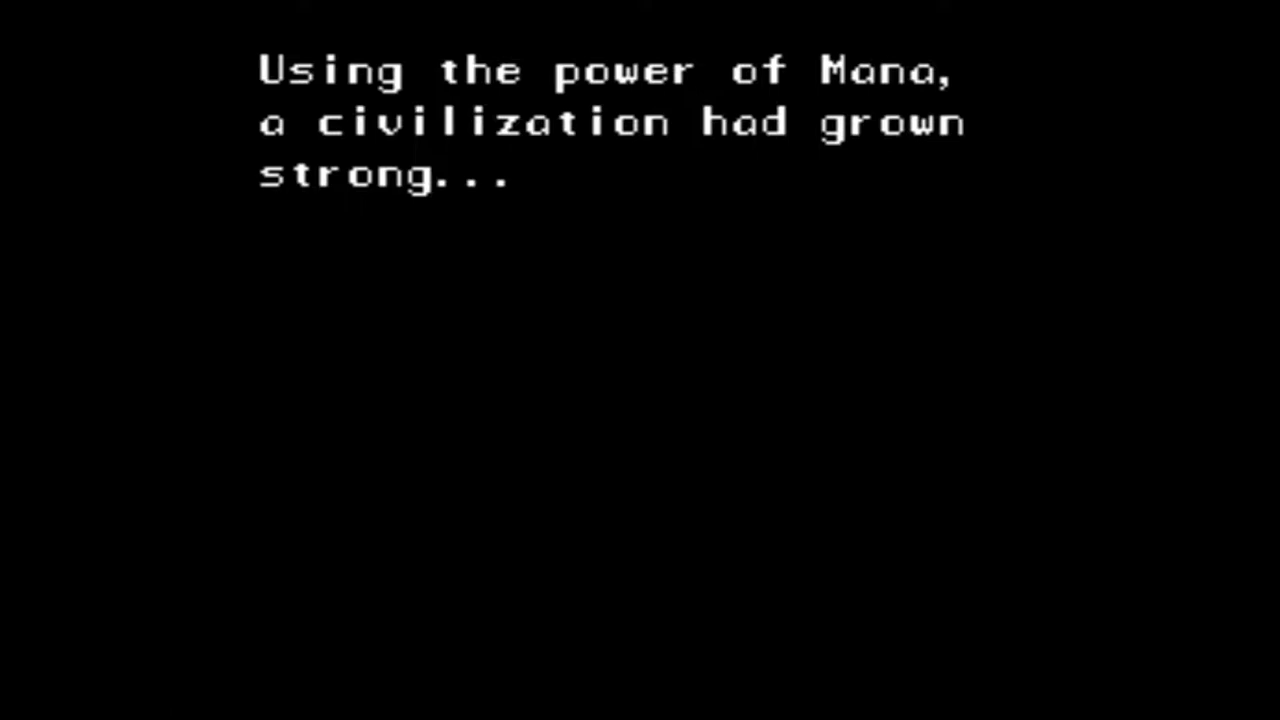 Using the power of Mana,
a civilization had grown
strong...